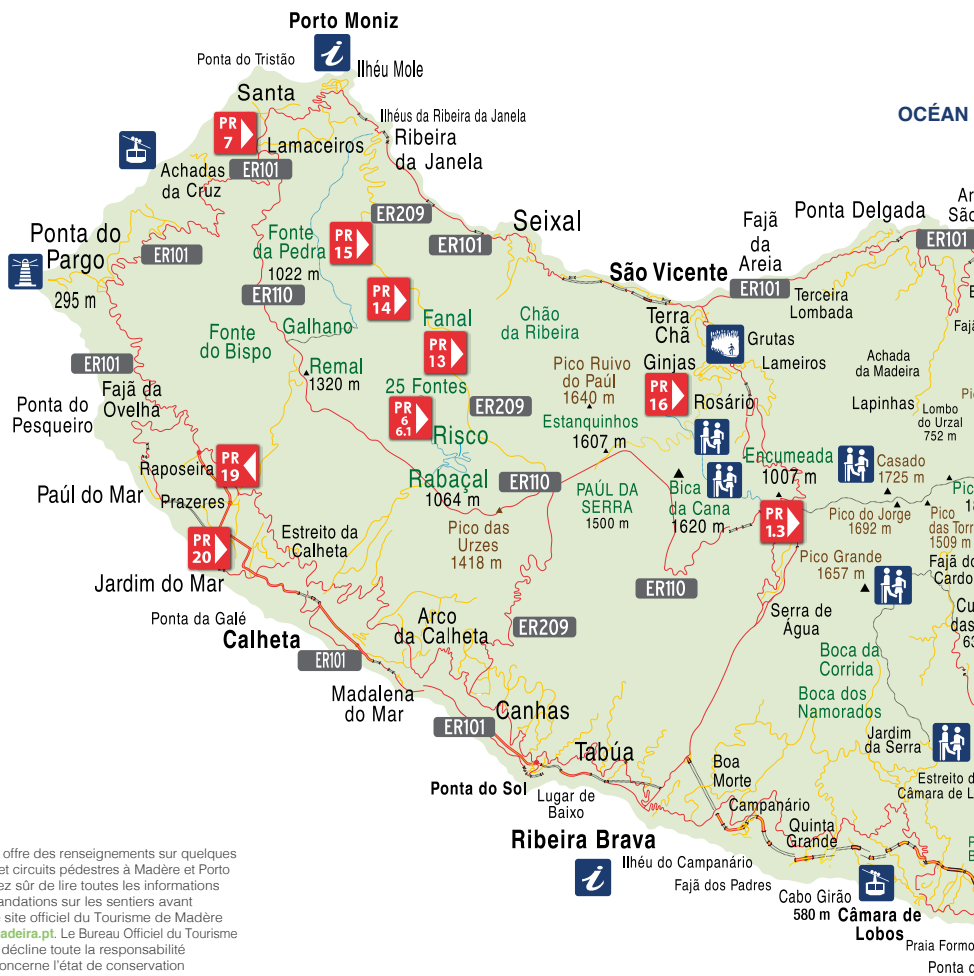 Porto Moniz
Ponta do Tristão
Ilhéu Mole
Santa
Ilhéus da Ribeira da Janela
OCÉAN
PR
7
Lamaceiros
Ribeira
da Janela
Achadas
da Cruz
ER101
ER209
Seixal
Fajã
da
Areia
Ponta Delgada
São
ER101
Ponta do
Pargo
295 m
ER101
Fonte
da Pedra
1022 m
PR
15
ER101
São Vicente
ER101
Terceira
Lombada
ER110
PR
14
Fonte
do Bispo
Galhano
Fanal
Chão
da Ribeira
Terra
Chã
Grutas
PR
13
Ginjas
Lameiros
Achada
da Madeira
ER101
Remal
1320 m
Pico Ruivo
do Paúl
1640 m
PR
16
Rosário
Lapinhas
Lombo
do Urzal
752 m
Fajã da
Ovelha
25 Fontes
PR
6
6.1
ER209
Ponta do
Pesqueiro
Risco
Estanquinhos
1607 m
Raposeira
PR
19
Rabaçal
1064 m
ER110
PAÚL DA
SERRA
1500 m
Bica
da Cana
1620 m
Encumeada
1007 m
Casado
1725 m
Paúl do Mar
Prazeres
Pico das
Urzes
1418 m
PR
1.3
Pico do Jorge
1692 m
Pico
das Torr
1509 m
PR
20
Estreito da
Calheta
Pico Grande
1657 m
Fajã do
Cardo
Jardim do Mar
ER110
Ponta da Galé
Arco
da Calheta
ER209
Serra de
Água
Cu
das
Calheta
ER101
Boca da
Corrida
Madalena
do Mar
Boca dos
Namorados
ER101
Canhas
Jardim
da Serra
Tabúa
Boa
Morte
Ponta do Sol
Lugar de
Baixo
Estreito d
Câmara de L
Campanário
Ribeira Brava
Quinta
Grande
Ilhéu do Campanário
Fajã dos Padres
Cabo Girão
580 m
Câmara de
Lobos
Praia Formo
Ponta d
offre des renseignements sur quelques
et circuits pédestres à Madère et Porto
ez sûr de lire toutes les informations
andations sur les sentiers avant
site officiel du Tourisme de Madère
adeira.pt. Le Bureau Officiel du Tourisme
décline toute la responsabilité
oncerne l'état de conservation